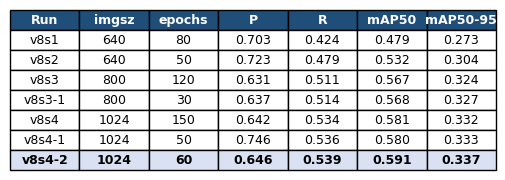 Run imgsz epochs P R mAP50 mAP50-95
v8s1 640 80 0.703 0.424 0.479 0.273
v8s2 640 50 0.723 0.479 0.532 0.304
v8s3 800 120 0.631 0.511 0.567 0.324
v8s3-1 800 30 0.637 0.514 0.568 0.327
v8s4 1024 150 0.642 0.534 0.581 0.332
v8s4-1 1024 50 0.746 0.536 0.580 0.333
v8s4-2 1024 60 0.646 0.539 0.591 0.337